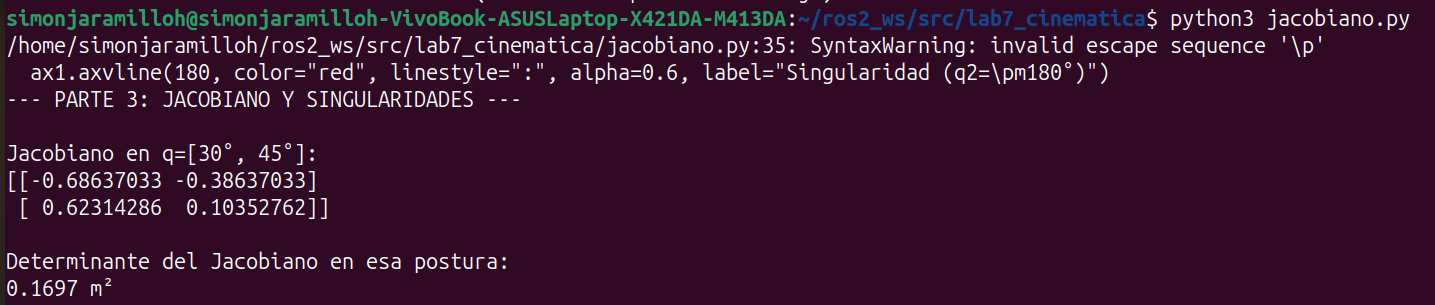 simonjaramilloh@simonjaramilloh-VivoBook-ASUSLaptop-X421DA-M413DA:~/ros2_ws/src/lab7_cinematica$ python3 jacobiano.py
/home/simonjaramilloh/ros2_ws/src/lab7_cinematica/jacobiano.py:35: SyntaxWarning: invalid escape sequence '\p'
  ax1.axvline(180, color="red", linestyle=":", alpha=0.6, label="Singularidad (q2=\pm180°)")
--- PARTE 3: JACOBIANO Y SINGULARIDADES ---
Jacobiano en q=[30°, 45°]:
[[-0.68637033 -0.38637033]
 [ 0.62314286  0.10352762]]
Determinante del Jacobiano en esa postura:
0.1697 m²